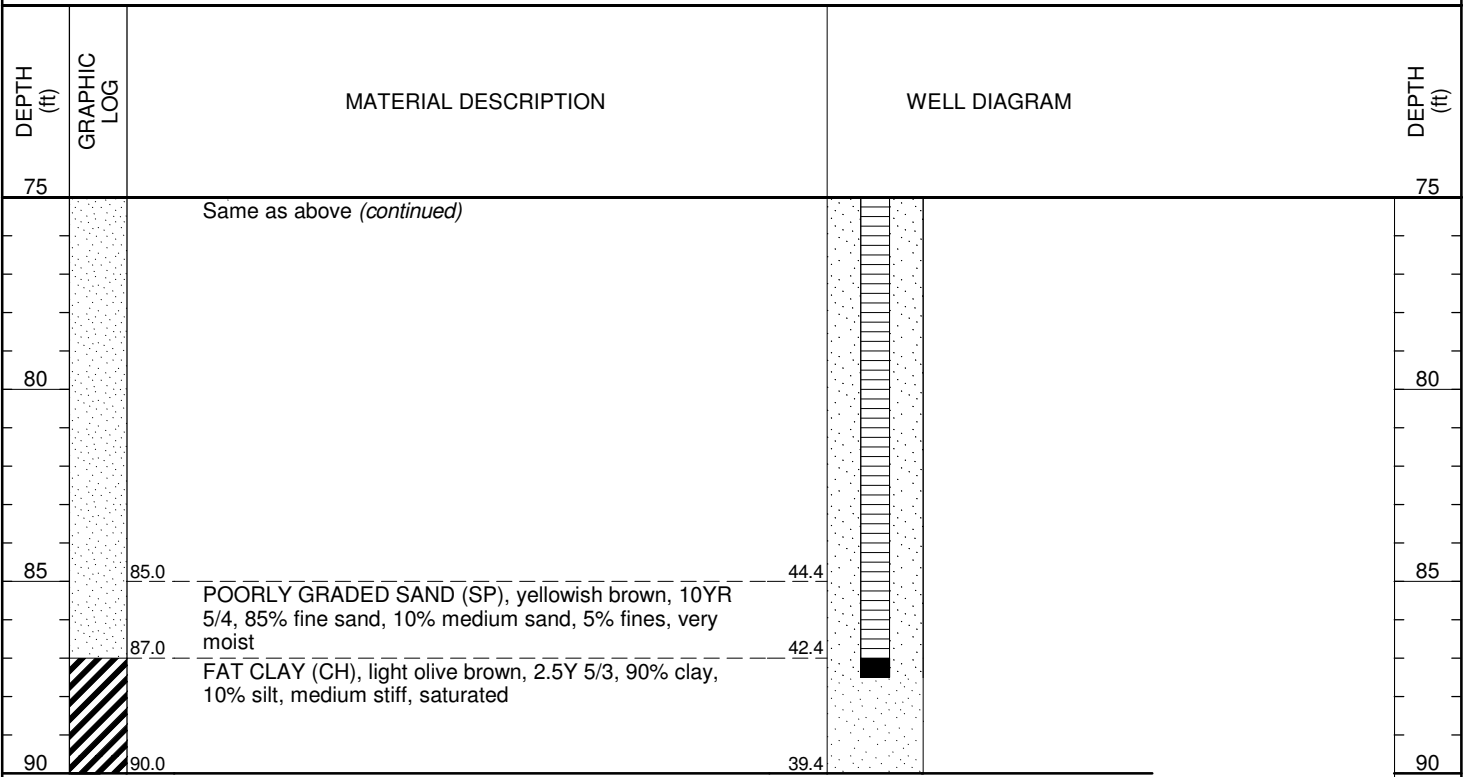 DEPTH
(ft)
GRAPHIC
LOG
MATERIAL DESCRIPTION
WELL DIAGRAM
DEPTH
(ft)
75
75
Same as above (continued)
80
80
85
85.0
44.4
85
POORLY GRADED SAND (SP), yellowish brown, 10YR
5/4, 85% fine sand, 10% medium sand, 5% fines, very
moist
87.0
42.4
FAT CLAY (CH), light olive brown, 2.5Y 5/3, 90% clay,
10% silt, medium stiff, saturated
90
90.0
39.4
90